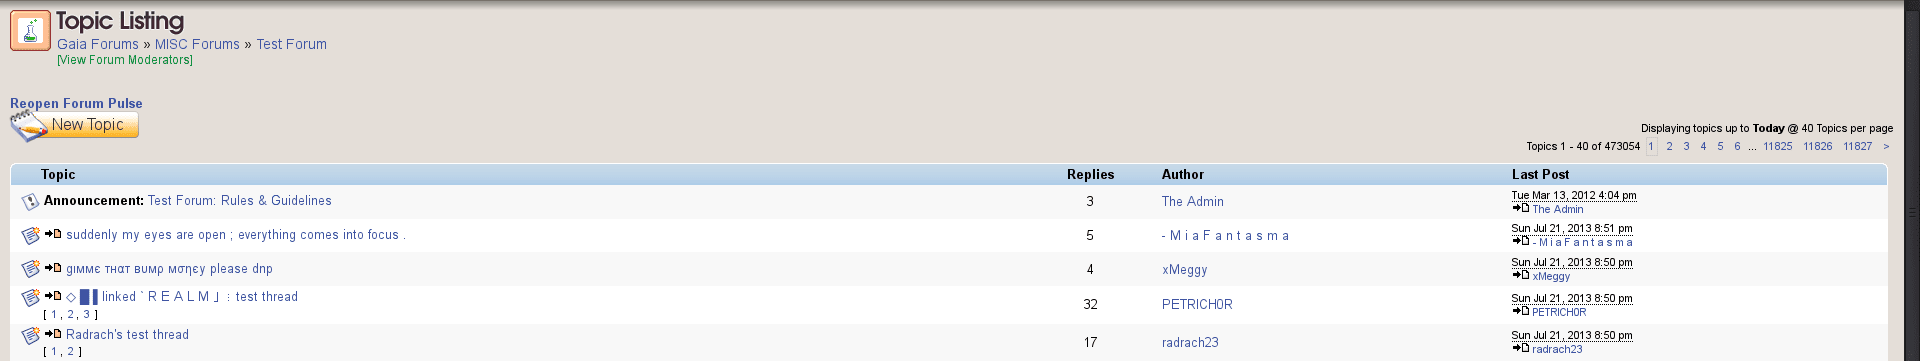 Topic Listing
Gaia Forums » MISC Forums » Test Forum
[View Forum Moderators]
Reopen Forum Pulse
New Topic
Displaying topics up to Today @ 40 Topics per page
Topics 1 - 40 of 473054 1 2 3 4 5 6 ... 11825 11826 11827 >
Topic Replies Author Last Post
Announcement: Test Forum: Rules & Guidelines 3 The Admin Tue Mar 13, 2012 4:04 pm
The Admin
suddenly my eyes are open ; everything comes into focus . 5 - M i a F a n t a s m a Sun Jul 21, 2013 8:51 pm
- M i a F a n t a s m a
gιммє тнαт вυмρ мσηєу please dnp 4 xMeggy Sun Jul 21, 2013 8:50 pm
xMeggy
◇ █ ▌linked ` R E A L M 」⋮ test thread 32 PETRICH0R Sun Jul 21, 2013 8:50 pm
[ 1 , 2 , 3 ] PETRICH0R
Radrach's test thread 17 radrach23 Sun Jul 21, 2013 8:50 pm
[ 1 , 2 ] radrach23